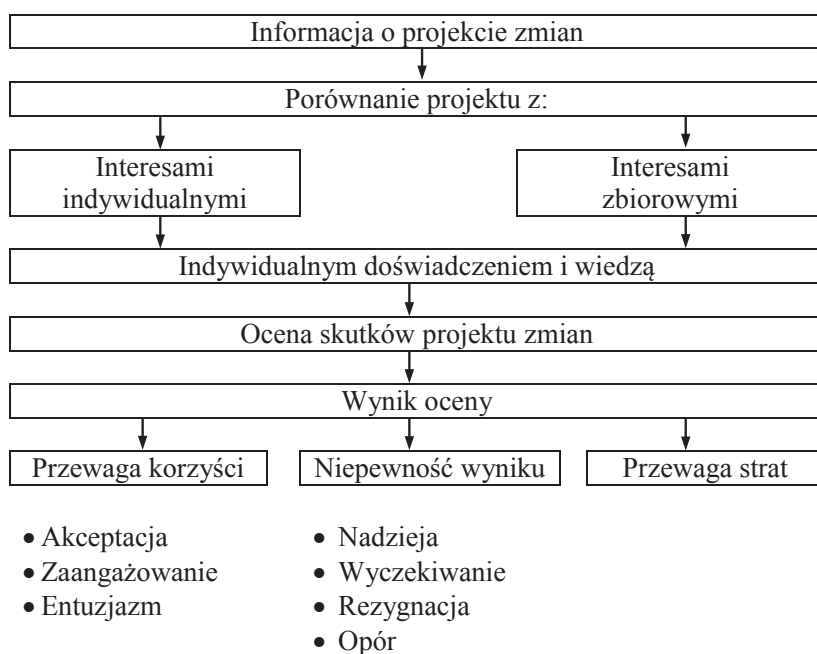 Informacja o projekcie zmian
Porównanie projektu z:
Interesami
indywidualnymi
Interesami
zbiorowymi
Indywidualnym doświadczeniem i wiedzą
Ocena skutków projektu zmian
Wynik oceny
Przewaga korzyści
Niepewność wyniku
Przewaga strat
• Akceptacja
• Zaangażowanie
• Entuzjazm
• Nadzieja
• Wyczekiwanie
• Rezygnacja
• Opór